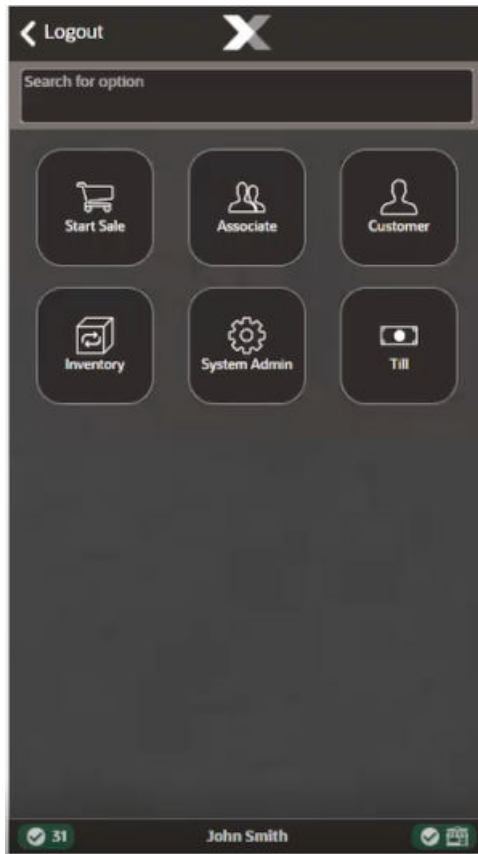 Logout
Search for option
Start Sale
Associate
Customer
Inventory
System Admin
Till
31
John Smith